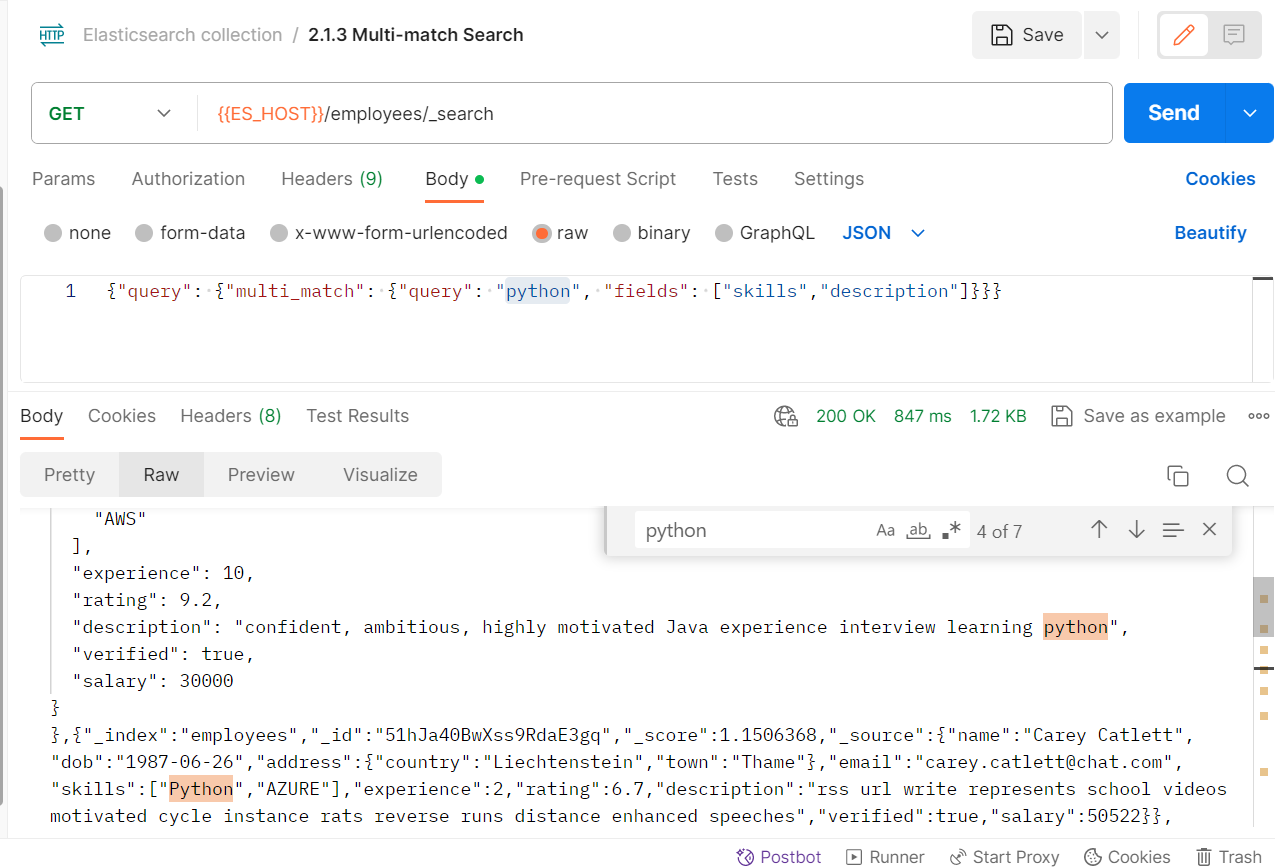 HTTP Elasticsearch collection / 2.1.3 Multi-match Search Save
GET {{ES_HOST}}/employees/_search Send
Params Authorization Headers (9) Body Pre-request Script Tests Settings Cookies
none form-data x-www-form-urlencoded raw binary GraphQL JSON Beautify
1 {"query": {"multi_match": {"query": "python", "fields": ["skills","description"]}}}
Body Cookies Headers (8) Test Results 200 OK 847 ms 1.72 KB Save as example
Pretty Raw Preview Visualize
python Aa ab .* 4 of 7
"AWS"
],
"experience": 10,
"rating": 9.2,
"description": "confident, ambitious, highly motivated Java experience interview learning python",
"verified": true,
"salary": 30000
}
},{"_index":"employees","_id":"51hJa40BwXss9RdaE3gq","_score":1.1506368,"_source":{"name":"Carey Catlett",
"dob":"1987-06-26","address":{"country":"Liechtenstein","town":"Thame"},"email":"carey.catlett@chat.com",
"skills":["Python","AZURE"],"experience":2,"rating":6.7,"description":"rss url write represents school videos
motivated cycle instance rats reverse runs distance enhanced speeches","verified":true,"salary":50522}},
Postbot Runner Start Proxy Cookies Trash